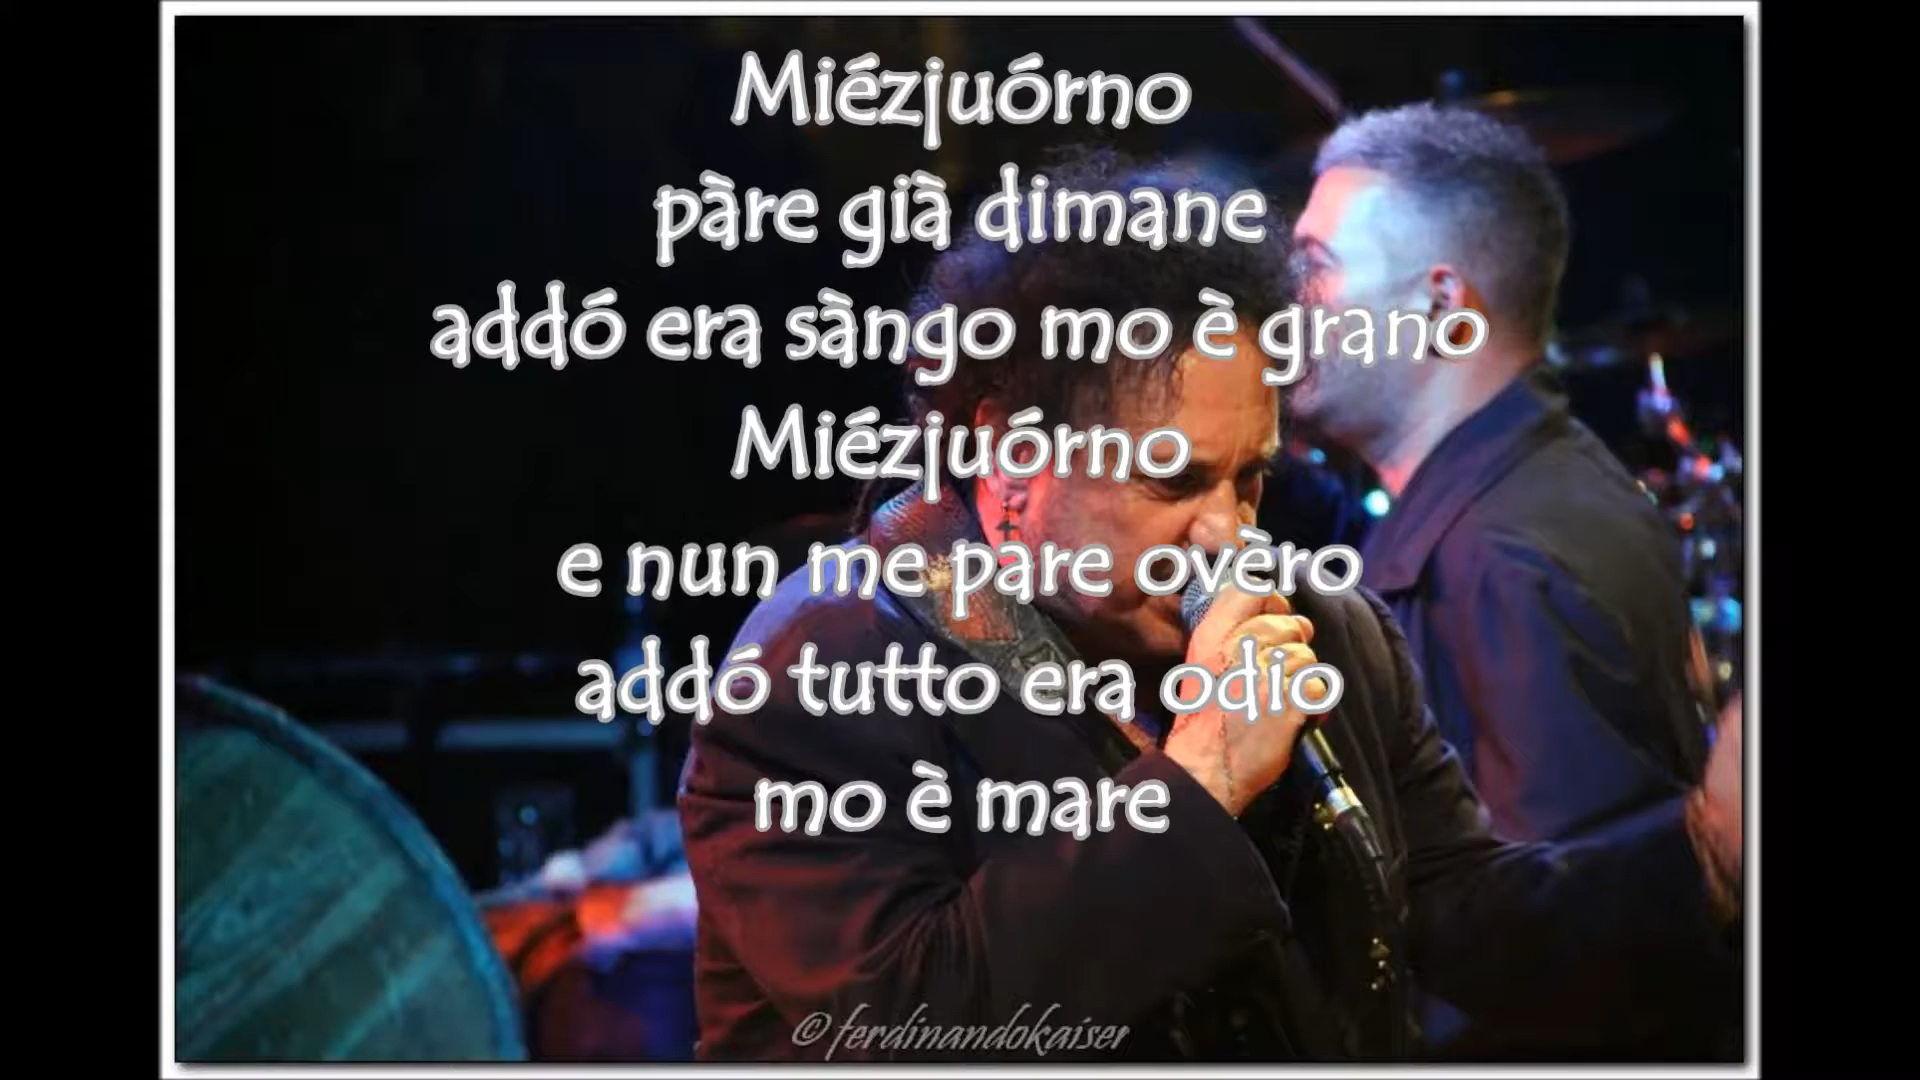 Miézjuórno
pàre già dimane
addó era sàngo mo è grano
Miézjuórno
e nun me pare ovèro
addó tutto era odio
mo è mare
© ferdinandokaiser